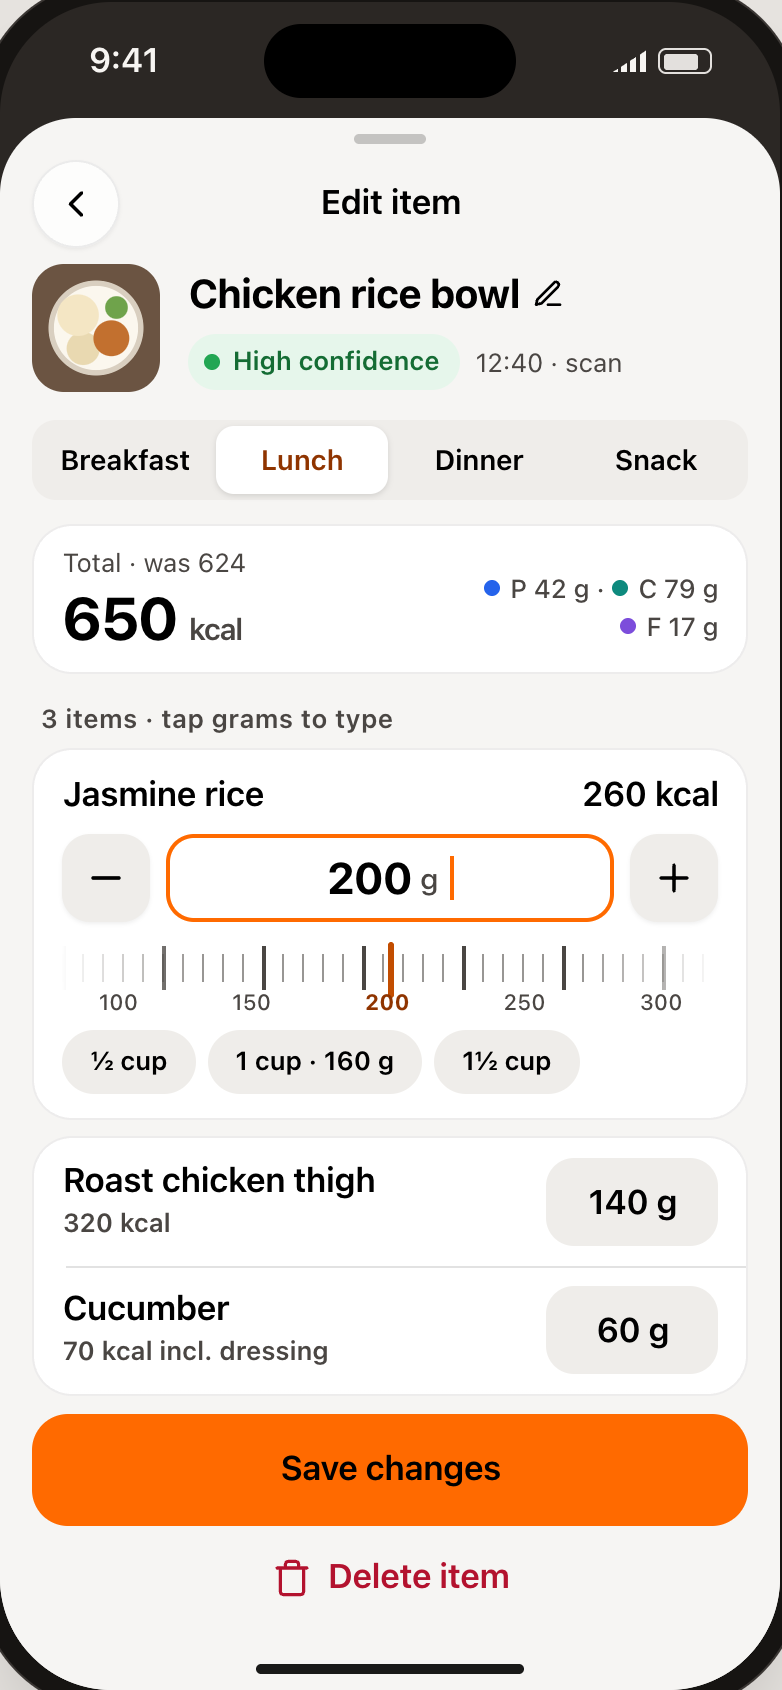 9:41
Edit item
Chicken rice bowl
High confidence
12:40 · scan
Breakfast
Lunch
Dinner
Snack
Total · was 624
650 kcal
P 42 g · C 79 g
F 17 g
3 items · tap grams to type
Jasmine rice
260 kcal
200 g
100
150
200
250
300
½ cup
1 cup · 160 g
1½ cup
Roast chicken thigh
320 kcal
140 g
Cucumber
70 kcal incl. dressing
60 g
Save changes
Delete item